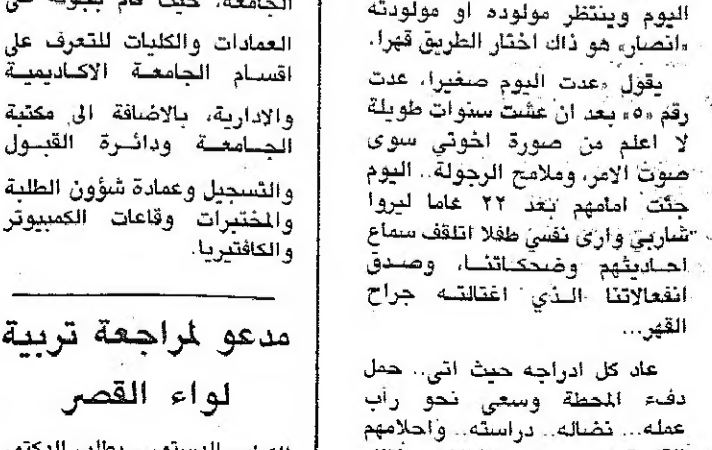 اليوم وينتظر مولوده او مولودته
«انصار» هو ذاك اختار الطريق قهرا.
يقول «عدت اليوم صغيرا، عدت
رقم «٥» بعد ان عشت سنوات طويلة
لا اعلم من صورة اخوتي سوى
صوت الامر، وملامح الرجولة.. اليوم
جئت امامهم بعد ٢٢ عاما ليروا
شاربي وارى نفسي طفلا اتلقف سماع
احاديثهم وضحكاتنا، وصدق
انفعالاتنا الذي اغتالته جراح
القهر...
عاد كل ادراجه حيث اتى.. حمل
دفء المحطة وسعى نحو رأب
عمله... نضاله.. دراسته.. واحلامهم
العمادات والكليات للتعرف على
اقسام الجامعة الاكاديمية
والادارية، بالاضافة الى مكتبة
الجامعة ودائرة القبول
والتسجيل وعمادة شؤون الطلبة
والمختبرات وقاعات الكمبيوتر
والكافتيريا.
مدعو لمراجعة تربية
لواء القصر